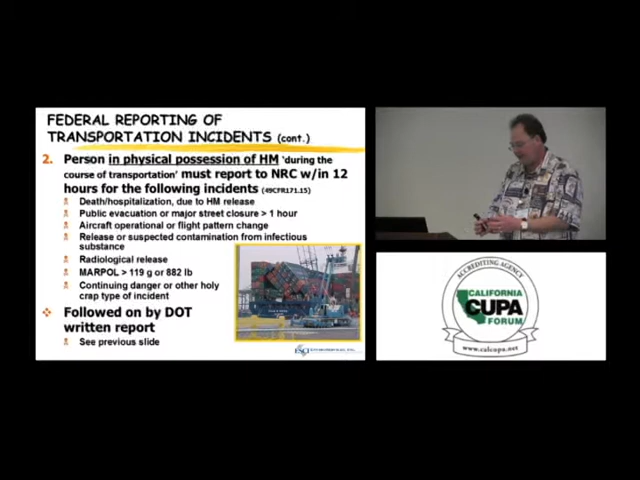 FEDERAL REPORTING OF
TRANSPORTATION INCIDENTS (cont.)
2. Person in physical possession of HM 'during the
course of transportation' must report to NRC w/in 12
hours for the following incidents (49CFR171.15)
Death/hospitalization, due to HM release
Public evacuation or major street closure > 1 hour
Aircraft operational or flight pattern change
Release or suspected contamination from infectious
substance
Radiological release
MARPOL > 119 g or 882 lb
Continuing danger or other holy
crap type of incident
Followed on by DOT
written report
See previous slide
ACCREDITING AGENCY
CALIFORNIA
CUPA
FORUM
www.calcupa.net